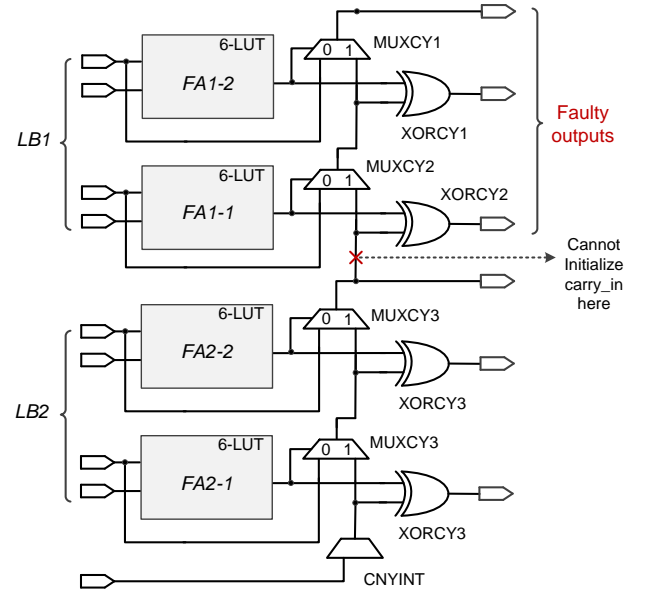 6-LUT
0 1
MUXCY1
FA1-2
Faulty
outputs
XORCY1
LB1
6-LUT
0 1
MUXCY2
FA1-1
XORCY2
Cannot
Initialize
carry_in
here
6-LUT
0 1
MUXCY3
FA2-2
XORCY3
LB2
6-LUT
0 1
MUXCY3
FA2-1
XORCY3
CNYINT